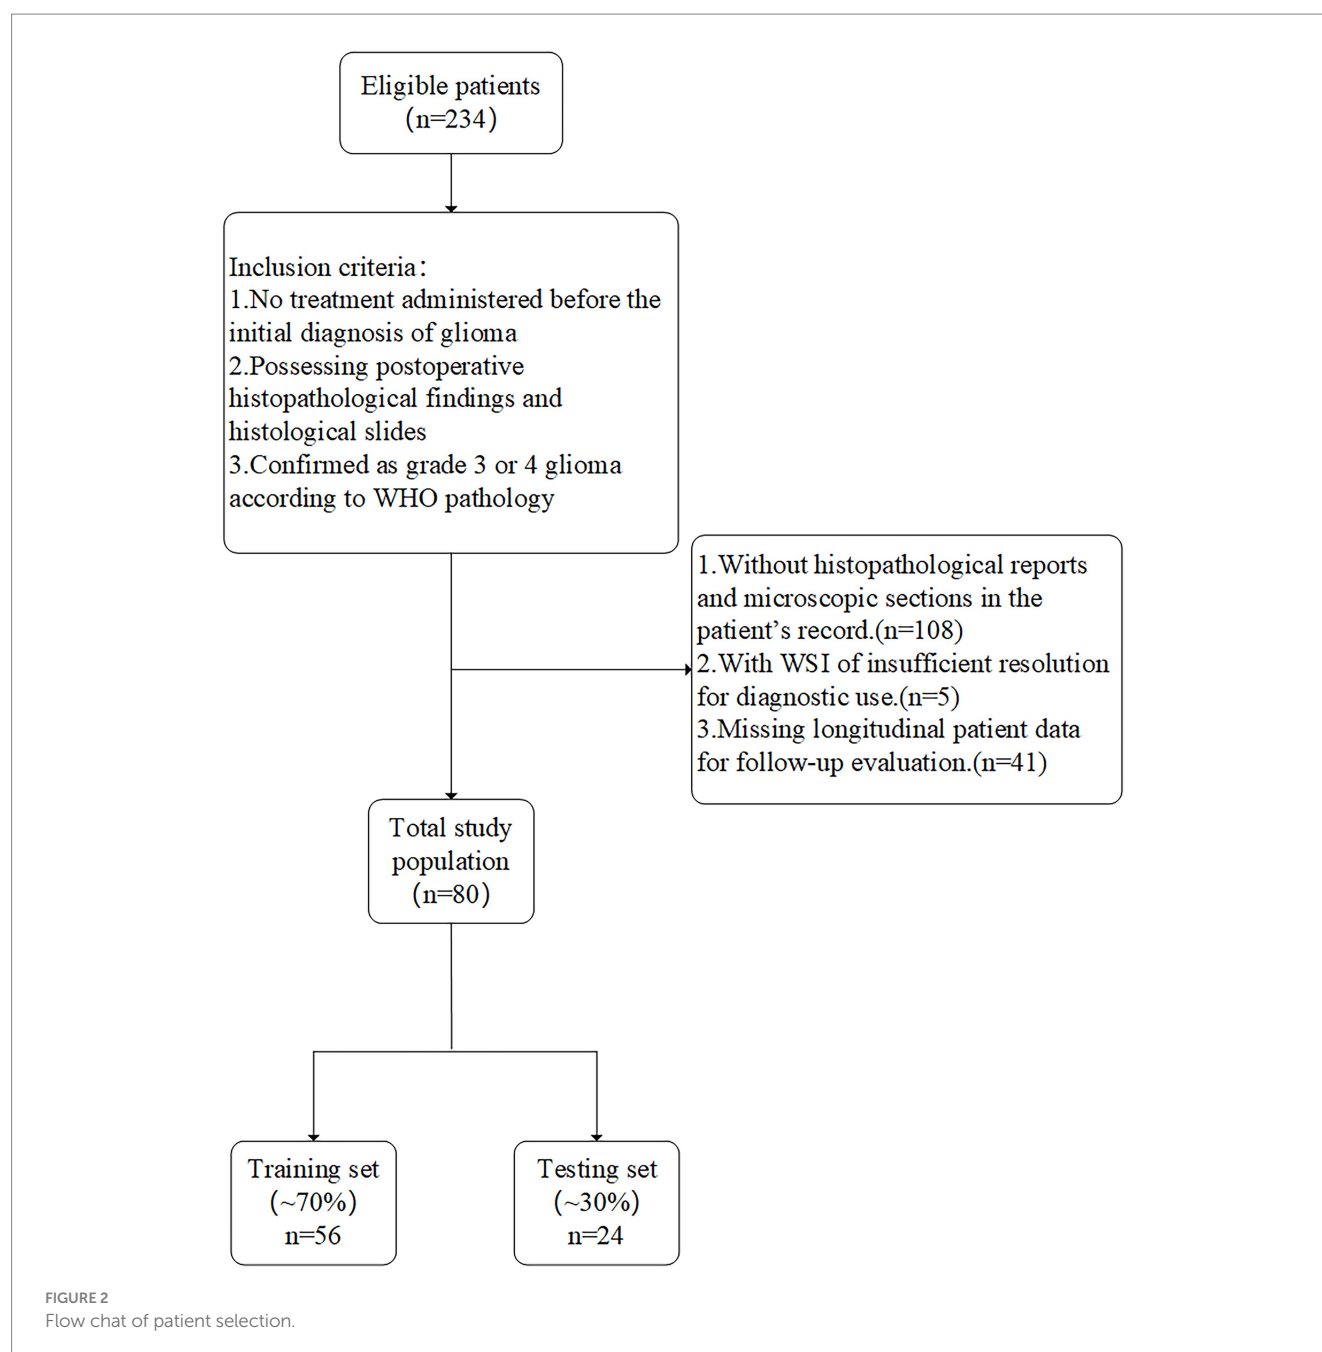 Eligible patients
(n=234)
Inclusion criteria：
1.No treatment administered before the
initial diagnosis of glioma
2.Possessing postoperative
histopathological findings and
histological slides
3.Confirmed as grade 3 or 4 glioma
according to WHO pathology
1.Without histopathological reports
and microscopic sections in the
patient’s record.(n=108)
2.With WSI of insufficient resolution
for diagnostic use.(n=5)
3.Missing longitudinal patient data
for follow-up evaluation.(n=41)
Total study
population
(n=80)
Training set
(~70%)
n=56
Testing set
(~30%)
n=24
FIGURE 2
Flow chat of patient selection.